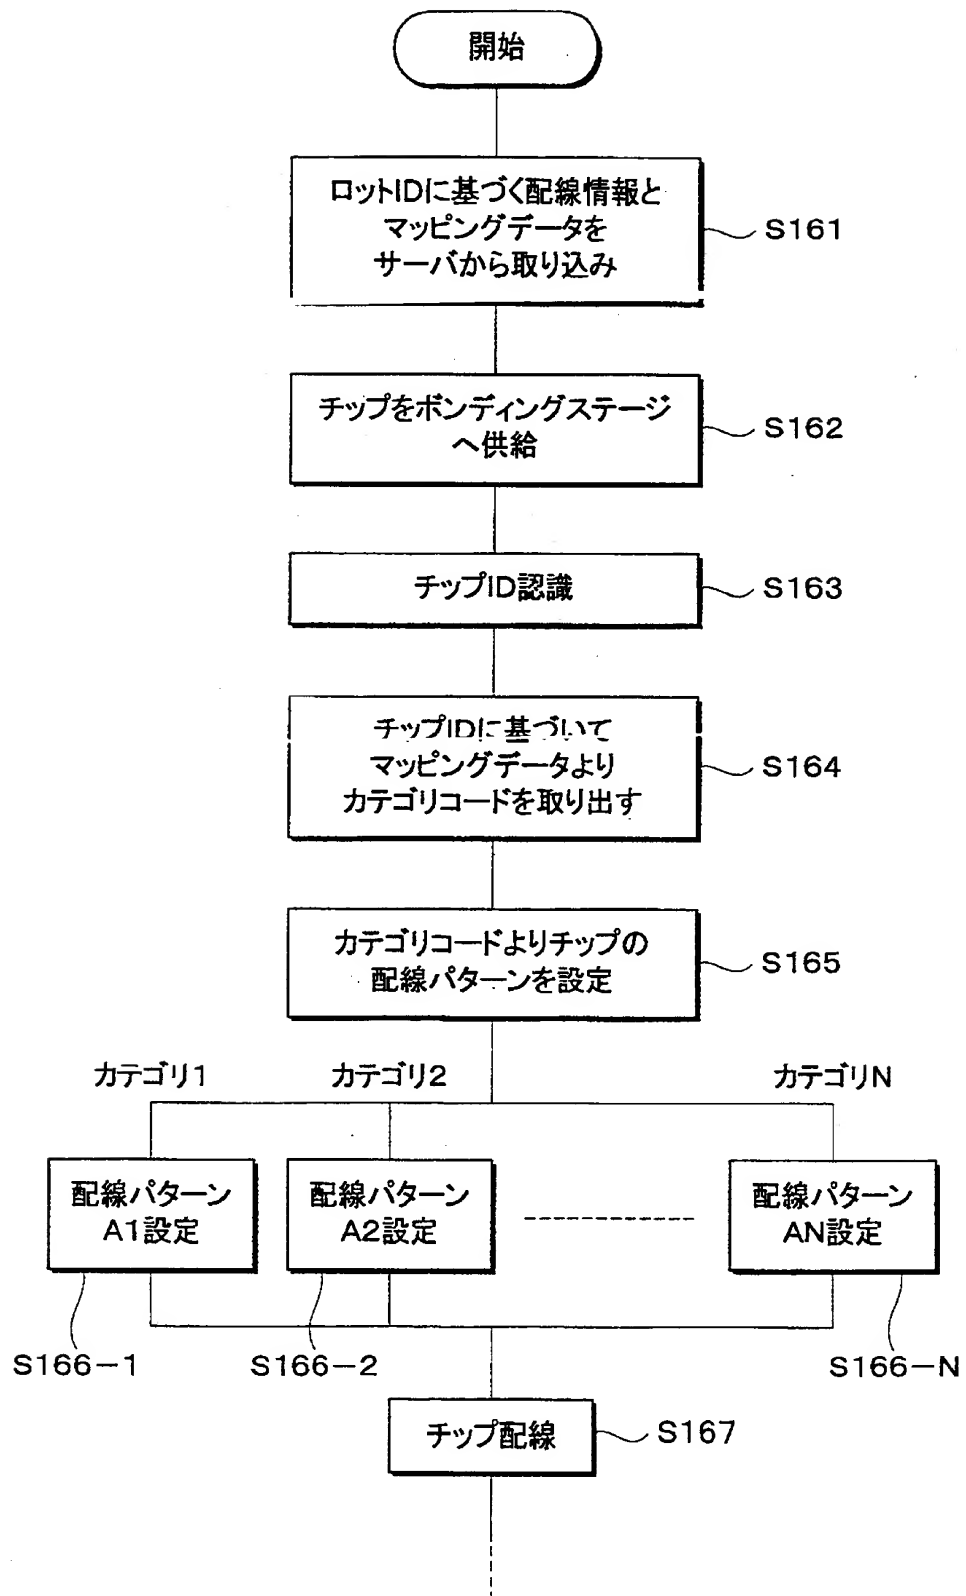 開始
ロットIDに基づく配線情報と
マッピングデータを
サーバから取り込み
S161
チップをボンディングステージ
へ供給
S162
チップID認識
S163
チップIDに基づいて
マッピングデータより
カテゴリコードを取り出す
S164
カテゴリコードよりチップの
配線パターンを設定
S165
カテゴリ1
カテゴリ2
カテゴリN
配線パターン
A1設定
配線パターン
A2設定
配線パターン
AN設定
S166-1
S166-2
S166-N
チップ配線
S167